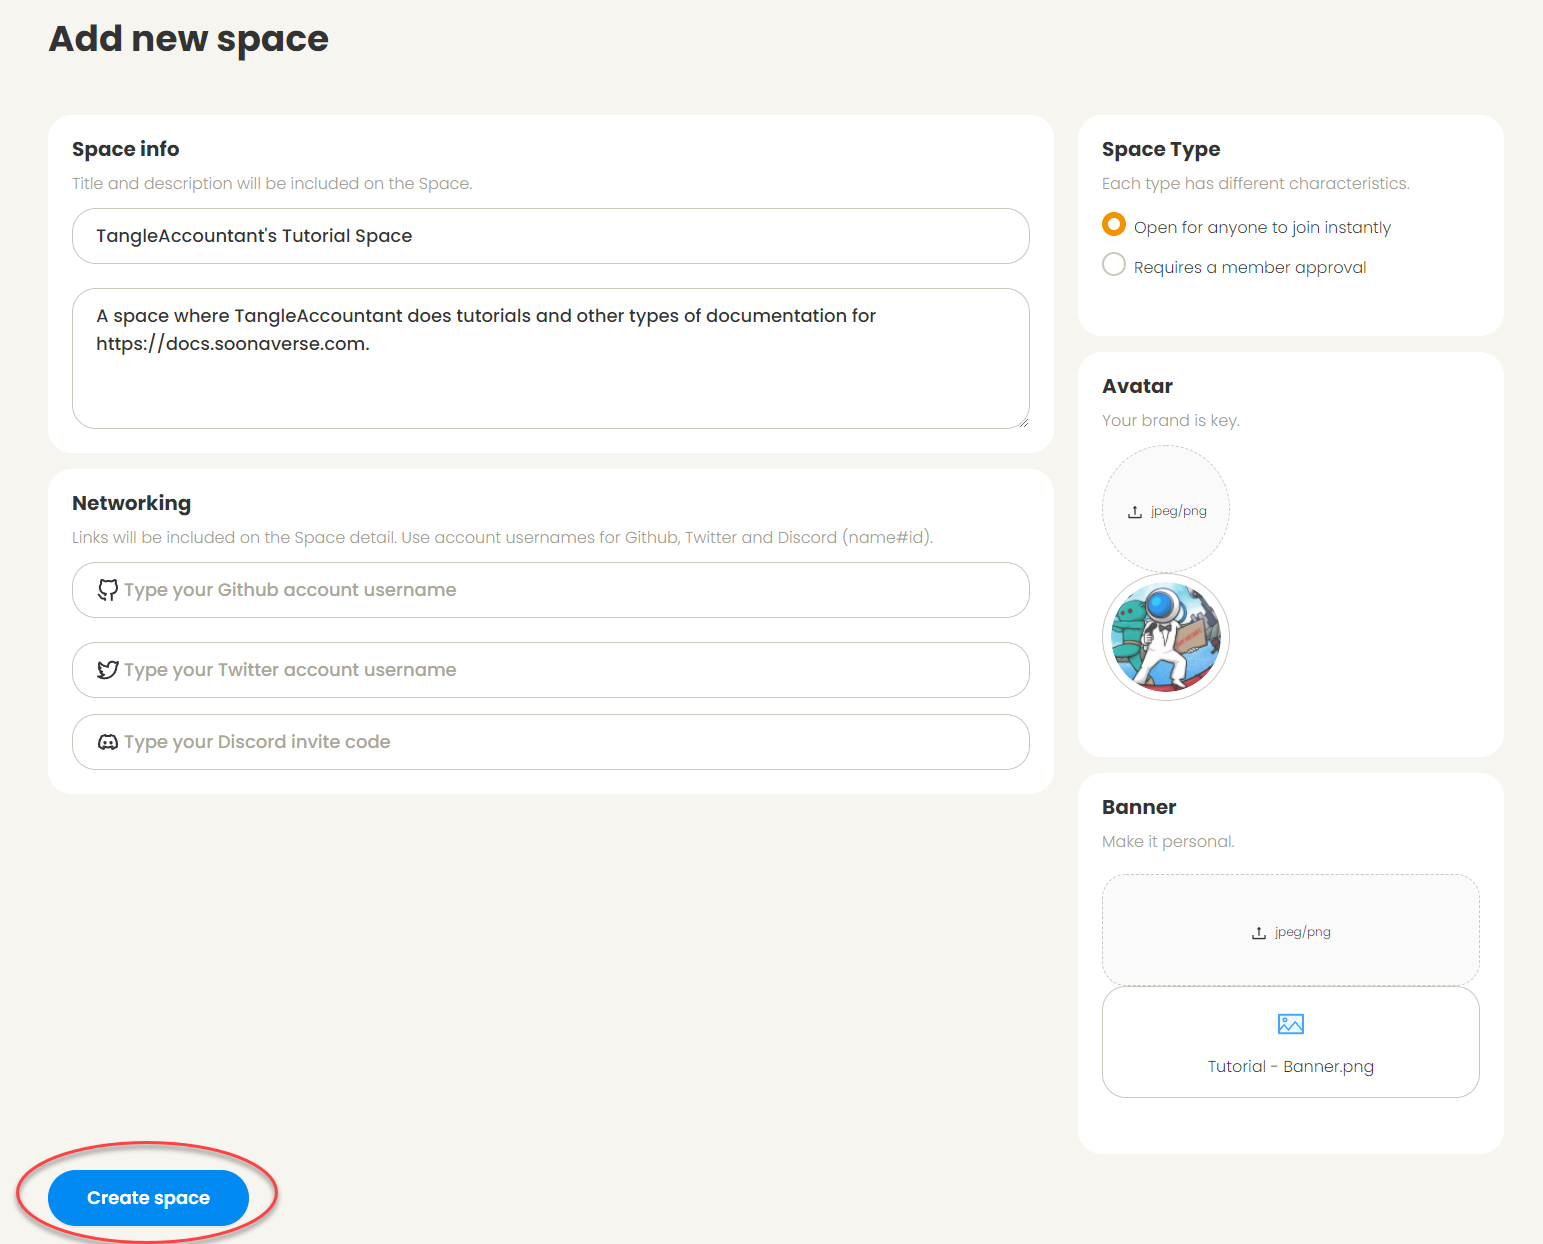 Add new space
Space info
Title and description will be included on the Space.
TangleAccountant's Tutorial Space
A space where TangleAccountant does tutorials and other types of documentation for
https://docs.soonaverse.com.
Networking
Links will be included on the Space detail. Use account usernames for Github, Twitter and Discord (name#id).
Type your Github account username
Type your Twitter account username
Type your Discord invite code
Space Type
Each type has different characteristics.
Open for anyone to join instantly
Requires a member approval
Avatar
Your brand is key.
jpeg/png
Banner
Make it personal.
jpeg/png
Tutorial - Banner.png
Create space